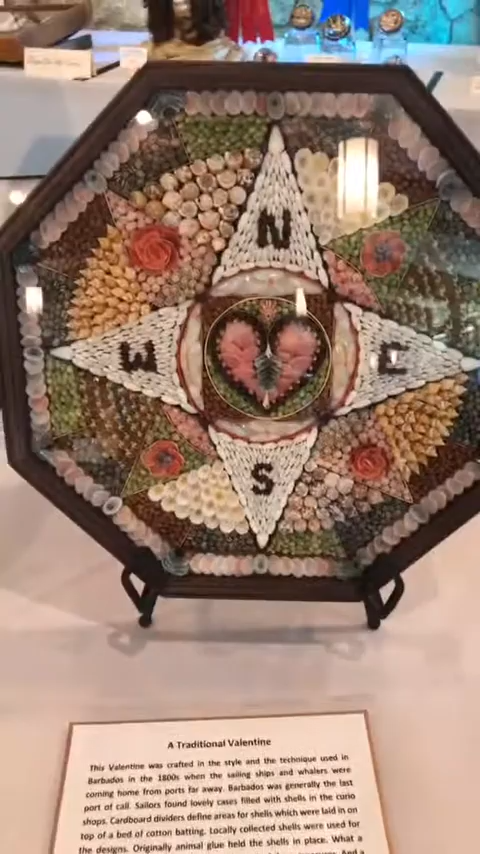 N
W
E
S
A Traditional Valentine
This Valentine was crafted in the style and the technique used in
Barbados in the 1800s when the sailing ships and whalers were
coming home from ports far away. Barbados was generally the last
port of call. Sailors found lovely cases filled with shells in the curio
shops. Cardboard dividers define areas for shells which were laid in on
top of a bed of cotton batting. Locally collected shells were used for
the designs. Originally animal glue held the shells in place. What a